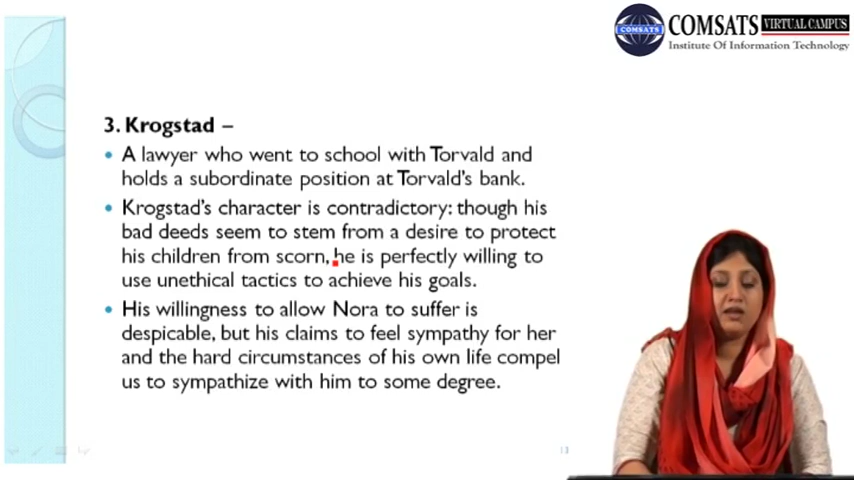 COMSATS VIRTUAL CAMPUS
COMSATS
Institute Of Information Technology
3. Krogstad –
• A lawyer who went to school with Torvald and
holds a subordinate position at Torvald's bank.
• Krogstad's character is contradictory: though his
bad deeds seem to stem from a desire to protect
his children from scorn, he is perfectly willing to
use unethical tactics to achieve his goals.
• His willingness to allow Nora to suffer is
despicable, but his claims to feel sympathy for her
and the hard circumstances of his own life compel
us to sympathize with him to some degree.